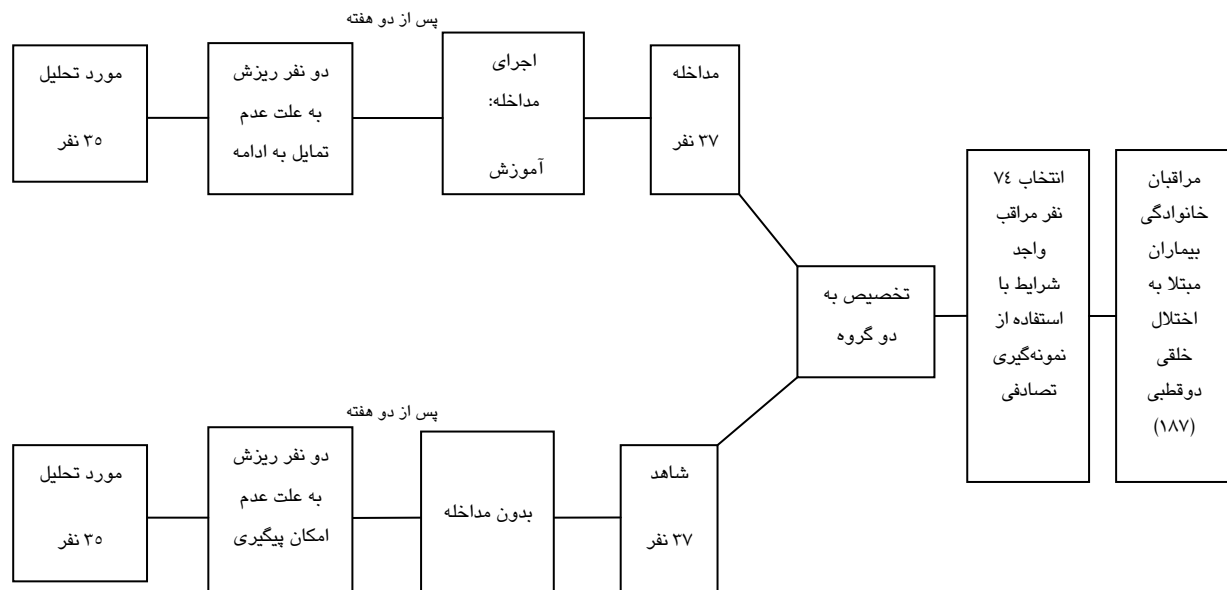 مراقبان
خانوادگی
بیماران
مبتلا به
اختلال
خلقی
دوقطبی
(۱۸۷)
انتخاب ٧٤
نفر مراقب
واجد
شرایط با
استفاده از
نمونه‌گیری
تصادفی
تخصیص به
دو گروه
مداخله
۳۷ نفر
اجرای
مداخله:
آموزش
پس از دو هفته
دو نفر ریزش
به علت عدم
تمایل به ادامه
مورد تحلیل
۳٥ نفر
شاهد
۳۷ نفر
بدون مداخله
پس از دو هفته
دو نفر ریزش
به علت عدم
امکان پیگیری
مورد تحلیل
۳٥ نفر